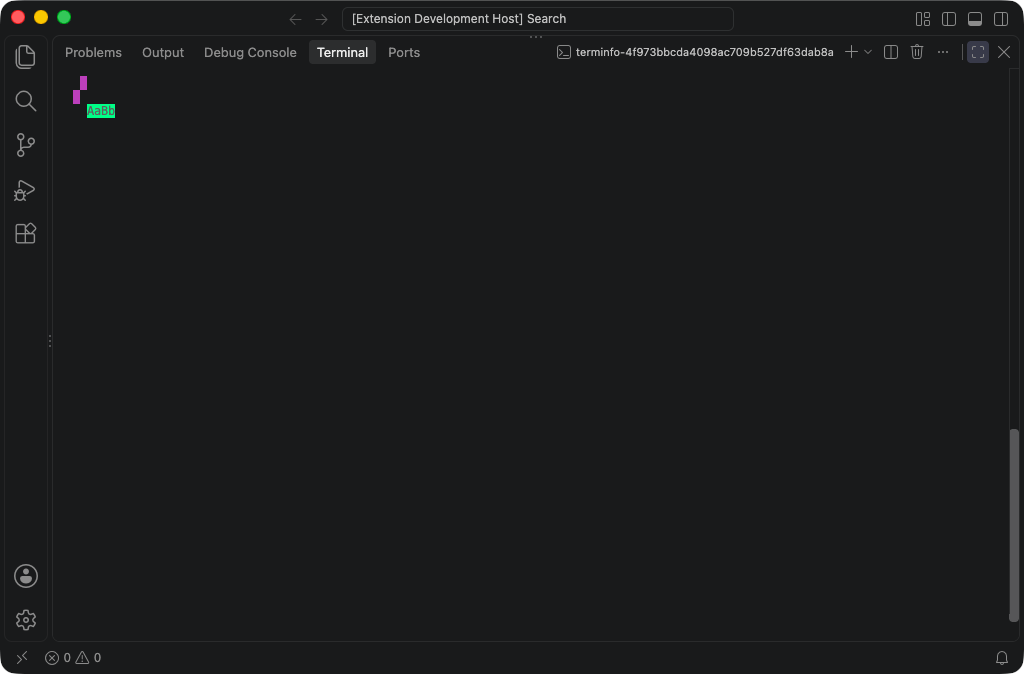 [Extension Development Host] Search
Problems Output Debug Console Terminal Ports terminfo-4f973bbcda4098ac709b527df63dab8a
AaBb
0 0